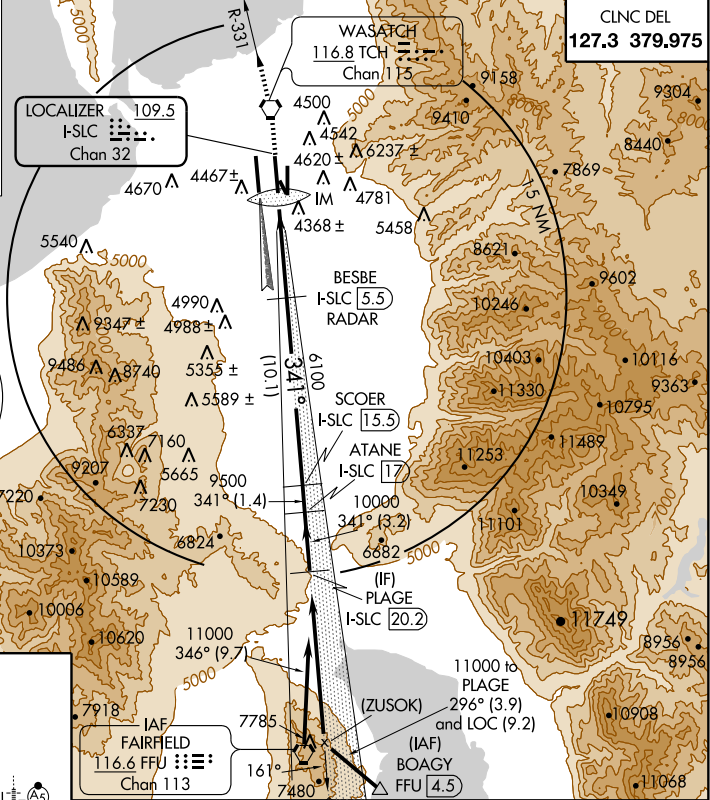 CLNC DEL
127.3 379.975
R-331
WASATCH
116.8 TCH
Chan 115
LOCALIZER 109.5
I-SLC
Chan 32
9158
9410
9304
8440
7869
5000
800
4500
4542
4620 ±
6237 ±
4467 ±
4670
IM
4781
4368 ±
5458
15 NM
5540
5000
8621
9602
10246
BESBE
I-SLC 5.5
RADAR
4990
4988 ±
9347 ±
9486
8740
5355 ±
5589 ±
341°
6100
(10.1)
10403
10116
11330
9363
10795
SCOER
I-SLC 15.5
ATANE
I-SLC 17
6337
7160
5665
9207
7220
7230
9500
341° (1.4)
10000
341° (3.2)
11489
11253
10349
11101
6824
6682
5000
10373
10589
10006
10620
(IF)
PLAGE
I-SLC 20.2
11749
8956
8956
11000
346° (9.7)
5000
11000 to
PLAGE
296° (3.9)
and LOC (9.2)
7918
7785
(ZUSOK)
10908
IAF
FAIRFIELD
116.6 FFU
Chan 113
161°
7480
(IAF)
BOAGY
FFU 4.5
11068
A5